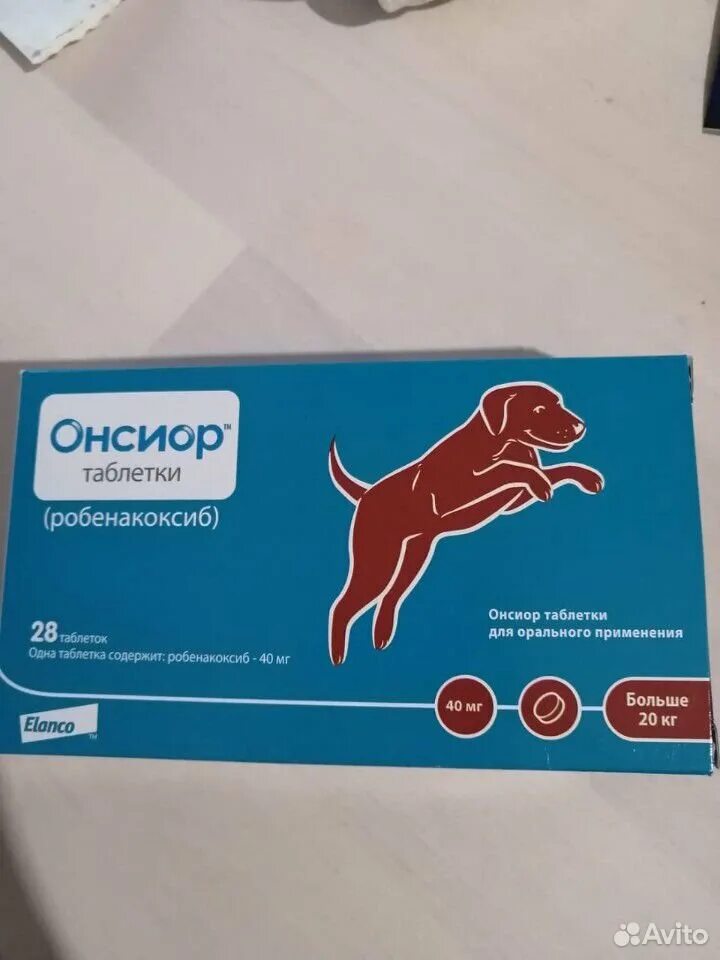 Онсиор™
таблетки
(робенакоксиб)
28 таблеток
Одна таблетка содержит: робенакоксиб - 40 мг
Elanco™
Онсиор таблетки
для орального применения
40 мг
Больше
20 кг
Avito